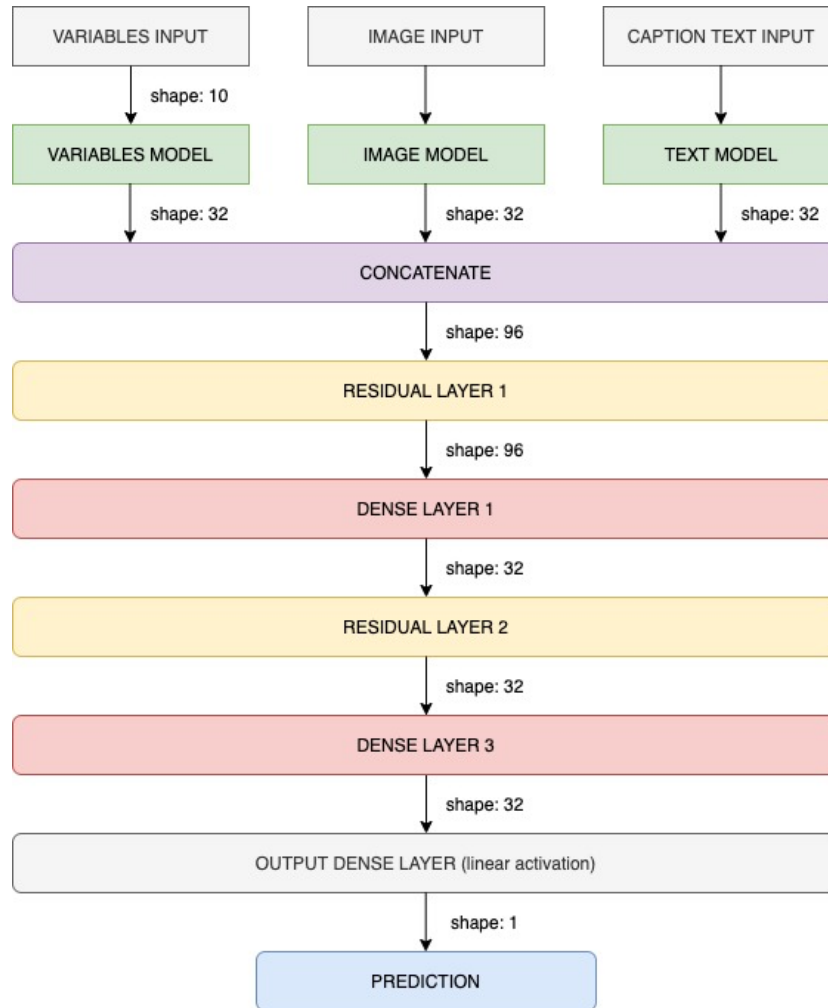 VARIABLES INPUT
IMAGE INPUT
CAPTION TEXT INPUT
shape: 10
VARIABLES MODEL
IMAGE MODEL
TEXT MODEL
shape: 32
shape: 32
shape: 32
CONCATENATE
shape: 96
RESIDUAL LAYER 1
shape: 96
DENSE LAYER 1
shape: 32
RESIDUAL LAYER 2
shape: 32
DENSE LAYER 3
shape: 32
OUTPUT DENSE LAYER (linear activation)
shape: 1
PREDICTION